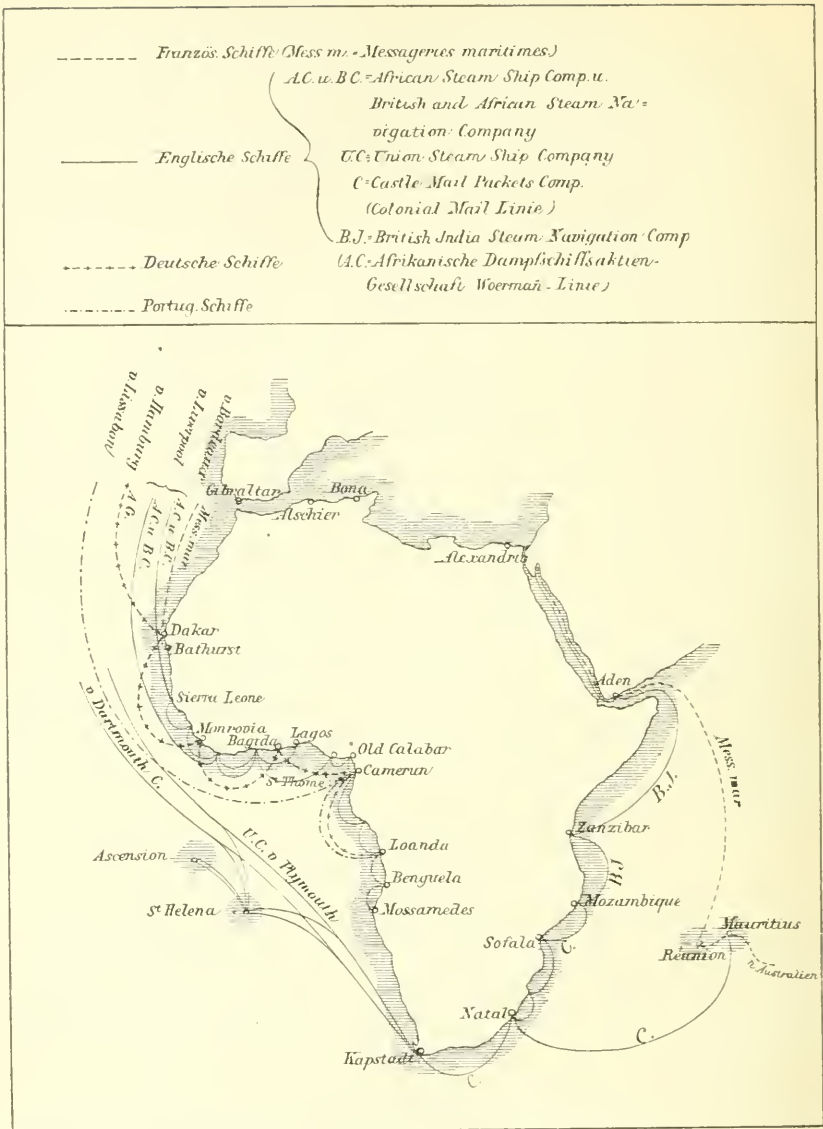 Französ. Schiffe (Mess m. = Messageries maritimes.)
A.C. u. B C. = African Steam Ship Comp. u.
British and African Steam Na=
vigation Company
Englische Schiffe
U.C = Union Steam Ship Company
C = Castle Mail Packets Comp.
(Colonial Mail Linie)
B.J. = British India Steam Navigation Comp
Deutsche Schiffe
(A.C. = Afrikanische Dampfschiffsaktien-
Gesellschaft Woermañ - Linie)
Portug. Schiffe
v. Lissabon
v. Hamburg
v. Liverpool
v. Bordeaux
A.C.
A C u B C.
A.C u. B.C.
Mess. mar
Gibraltar
Alschier
Bona
Alexandria
Dakar
Bathurst
Sierra Leone
Aden
Monrovia
Bagida
Lagos
Old Calabar
St Thome
Camerun
v Dartmouth C.
U.C. v Plymouth
Mess. mar
B.J.
Zanzibar
Loanda
Ascension
Benguela
B J
St Helena
Mossamedes
Mozambique
Mauritius
Sofala
C.
Réunion
n Australien
Natal
C.
Kapstadt
C.